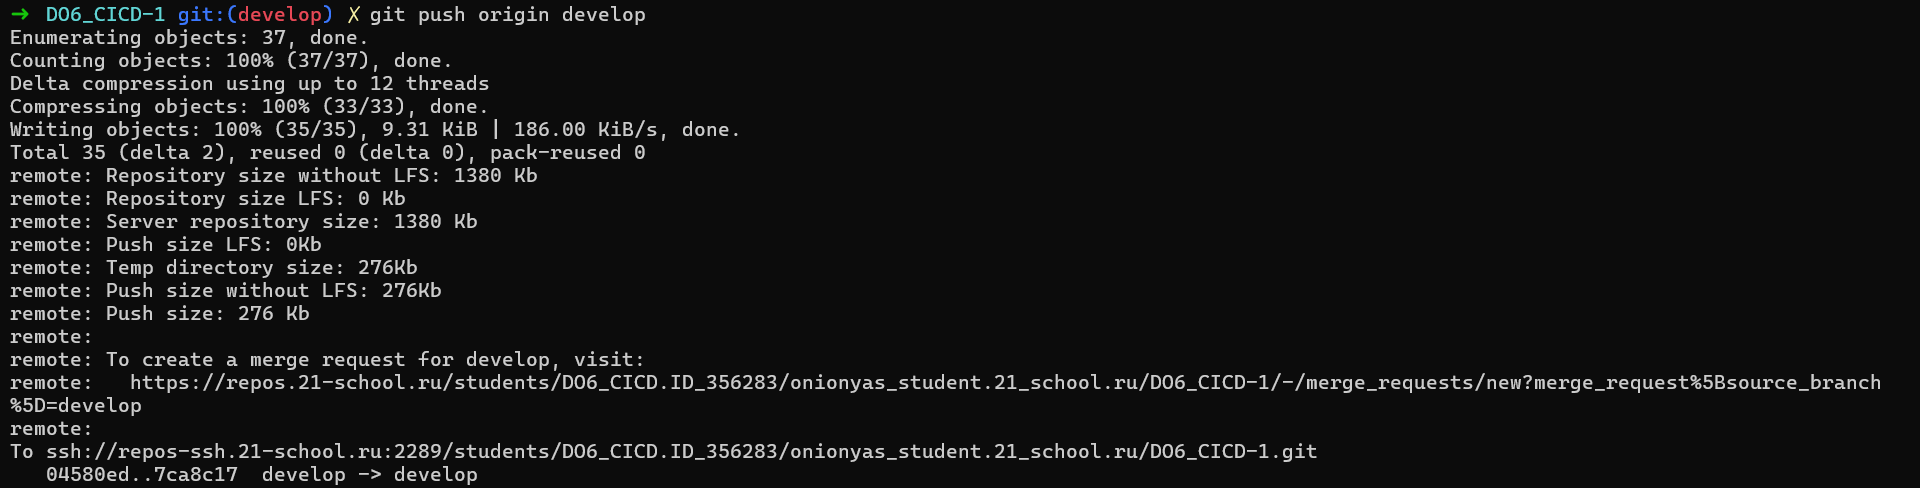 ➜ DO6_CICD-1 git:(develop) ✗ git push origin develop
Enumerating objects: 37, done.
Counting objects: 100% (37/37), done.
Delta compression using up to 12 threads
Compressing objects: 100% (33/33), done.
Writing objects: 100% (35/35), 9.31 KiB | 186.00 KiB/s, done.
Total 35 (delta 2), reused 0 (delta 0), pack-reused 0
remote: Repository size without LFS: 1380 Kb
remote: Repository size LFS: 0 Kb
remote: Server repository size: 1380 Kb
remote: Push size LFS: 0Kb
remote: Temp directory size: 276Kb
remote: Push size without LFS: 276Kb
remote: Push size: 276 Kb
remote:
remote: To create a merge request for develop, visit:
remote:   https://repos.21-school.ru/students/DO6_CICD.ID_356283/onionyas_student.21_school.ru/DO6_CICD-1/-/merge_requests/new?merge_request%5Bsource_branch
%5D=develop
remote:
To ssh://repos-ssh.21-school.ru:2289/students/DO6_CICD.ID_356283/onionyas_student.21_school.ru/DO6_CICD-1.git
   04580ed..7ca8c17  develop -> develop